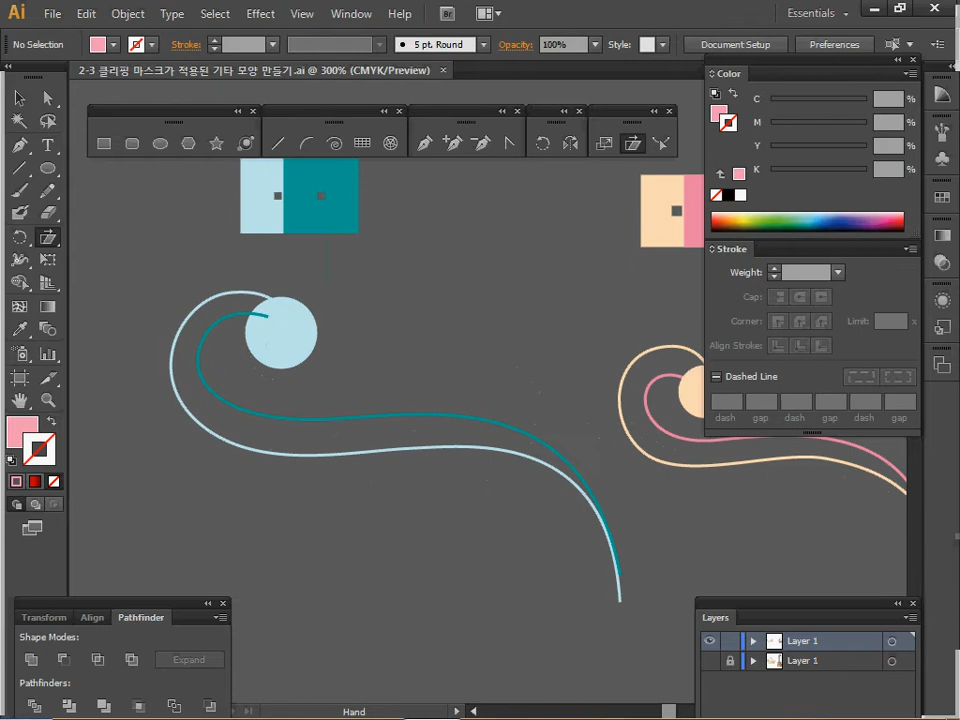 Ai File Edit Object Type Select Effect View Window Help Br Essentials
No Selection Stroke: 5 pt. Round Opacity: 100% Style: Document Setup Preferences
2-3 클리핑 마스크가 적용된 기타 모양 만들기.ai @ 300% (CMYK/Preview)
Color
C %
M %
Y %
K %
Stroke
Weight:
Cap:
Corner: Limit: x
Align Stroke:
Dashed Line
dash gap dash gap dash gap
Transform Align Pathfinder
Shape Modes:
Expand
Pathfinders:
Layers
Layer 1
Layer 1
Hand